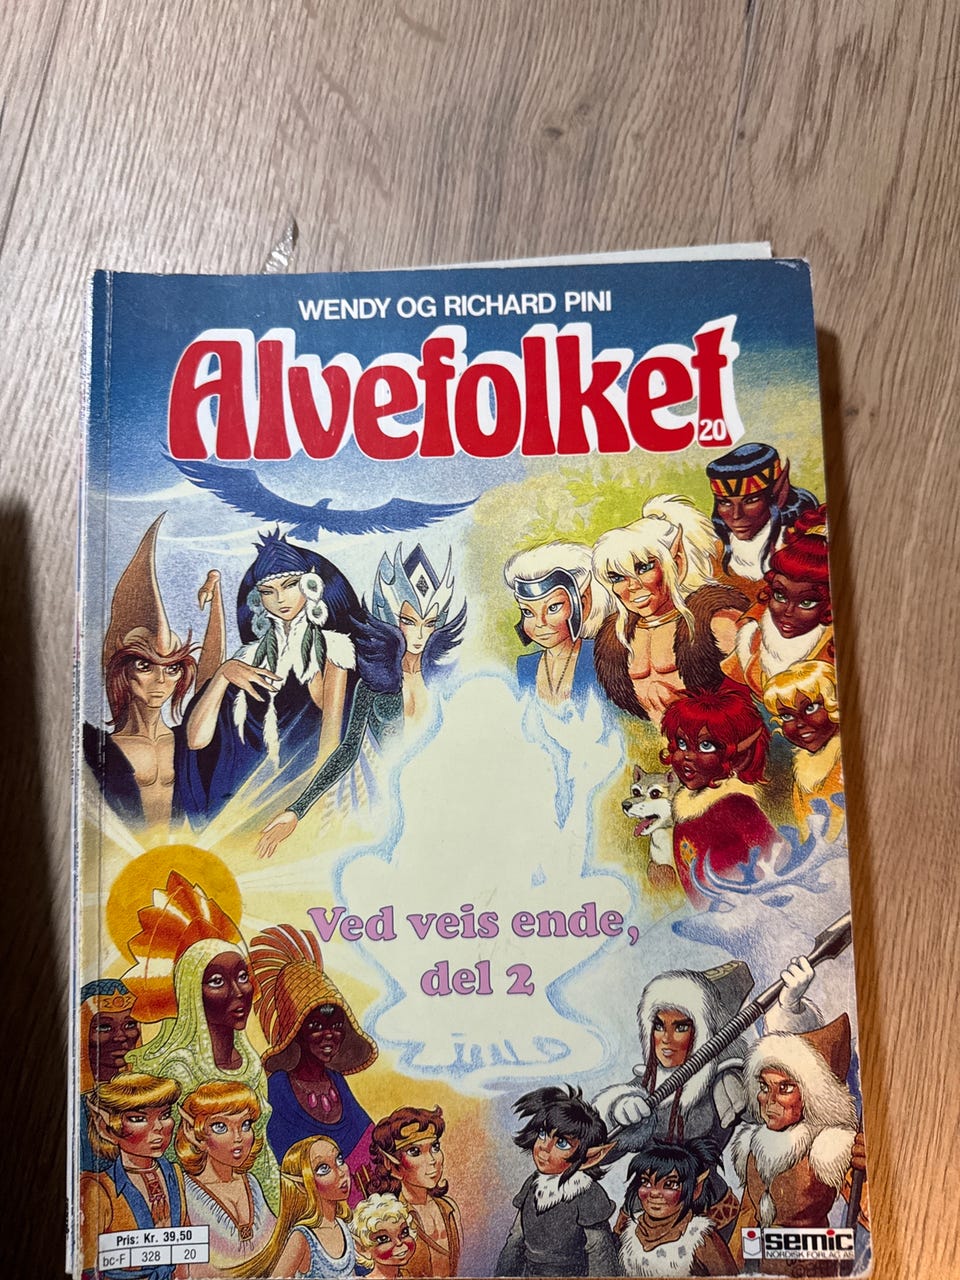 WENDY OG RICHARD PINI
Alvefolket
20
Ved veis ende,
del 2
Pris: Kr. 39,50
bc-F 328 20
semic
NORDISK FORLAG AS